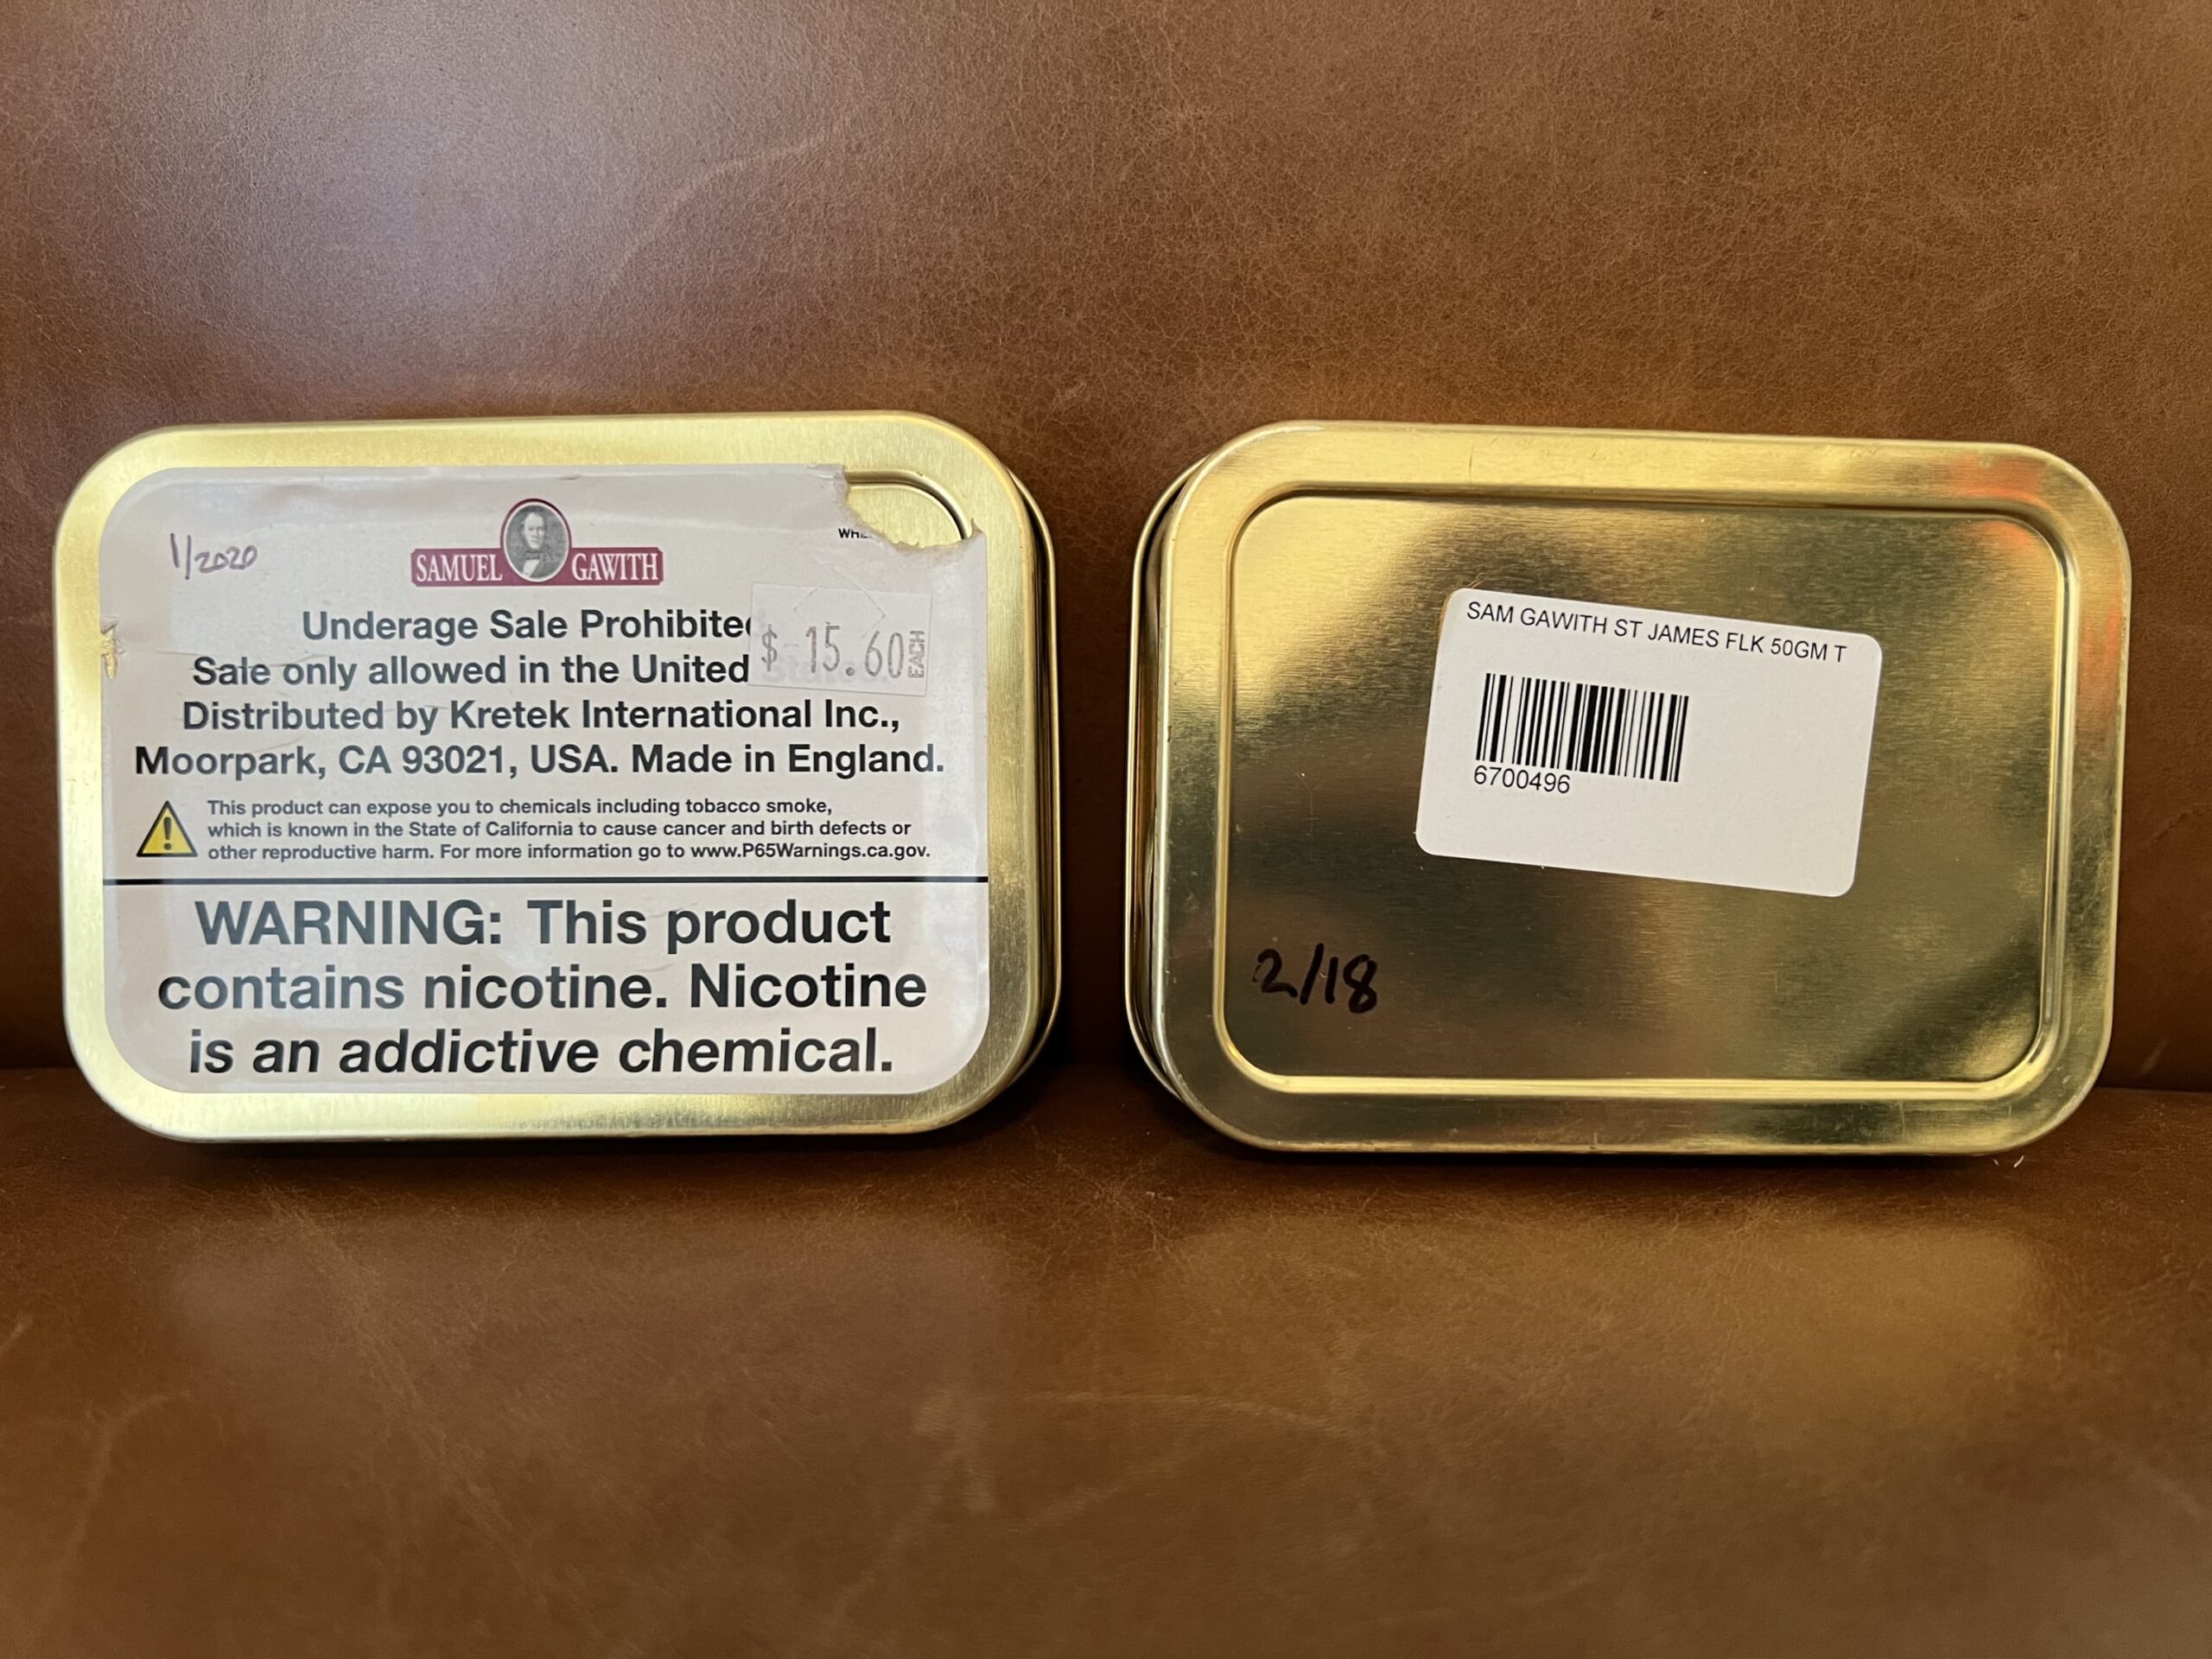 1/2020
WH
SAMUEL GAWITH
Underage Sale Prohibited
Sale only allowed in the United
$ 15.60 EACH
Distributed by Kretek International Inc.,
Moorpark, CA 93021, USA. Made in England.
This product can expose you to chemicals including tobacco smoke,
which is known in the State of California to cause cancer and birth defects or
other reproductive harm. For more information go to www.P65Warnings.ca.gov.
WARNING: This product
contains nicotine. Nicotine
is an addictive chemical.
SAM GAWITH ST JAMES FLK 50GM T
6700496
2/18